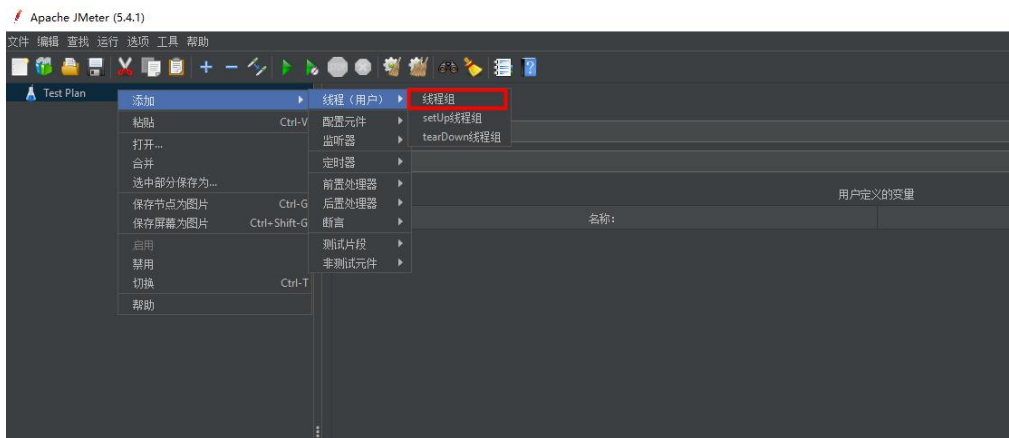 Apache JMeter (5.4.1)
文件 编辑 查找 运行 选项 工具 帮助
Test Plan
添加
粘贴 Ctrl-V
打开...
合并
选中部分保存为...
保存节点为图片 Ctrl-G
保存屏幕为图片 Ctrl+Shift-G
启用
禁用
切换 Ctrl-T
帮助
线程（用户）
配置元件
监听器
定时器
前置处理器
后置处理器
断言
测试片段
非测试元件
线程组
setUp线程组
tearDown线程组
用户定义的变量
名称: